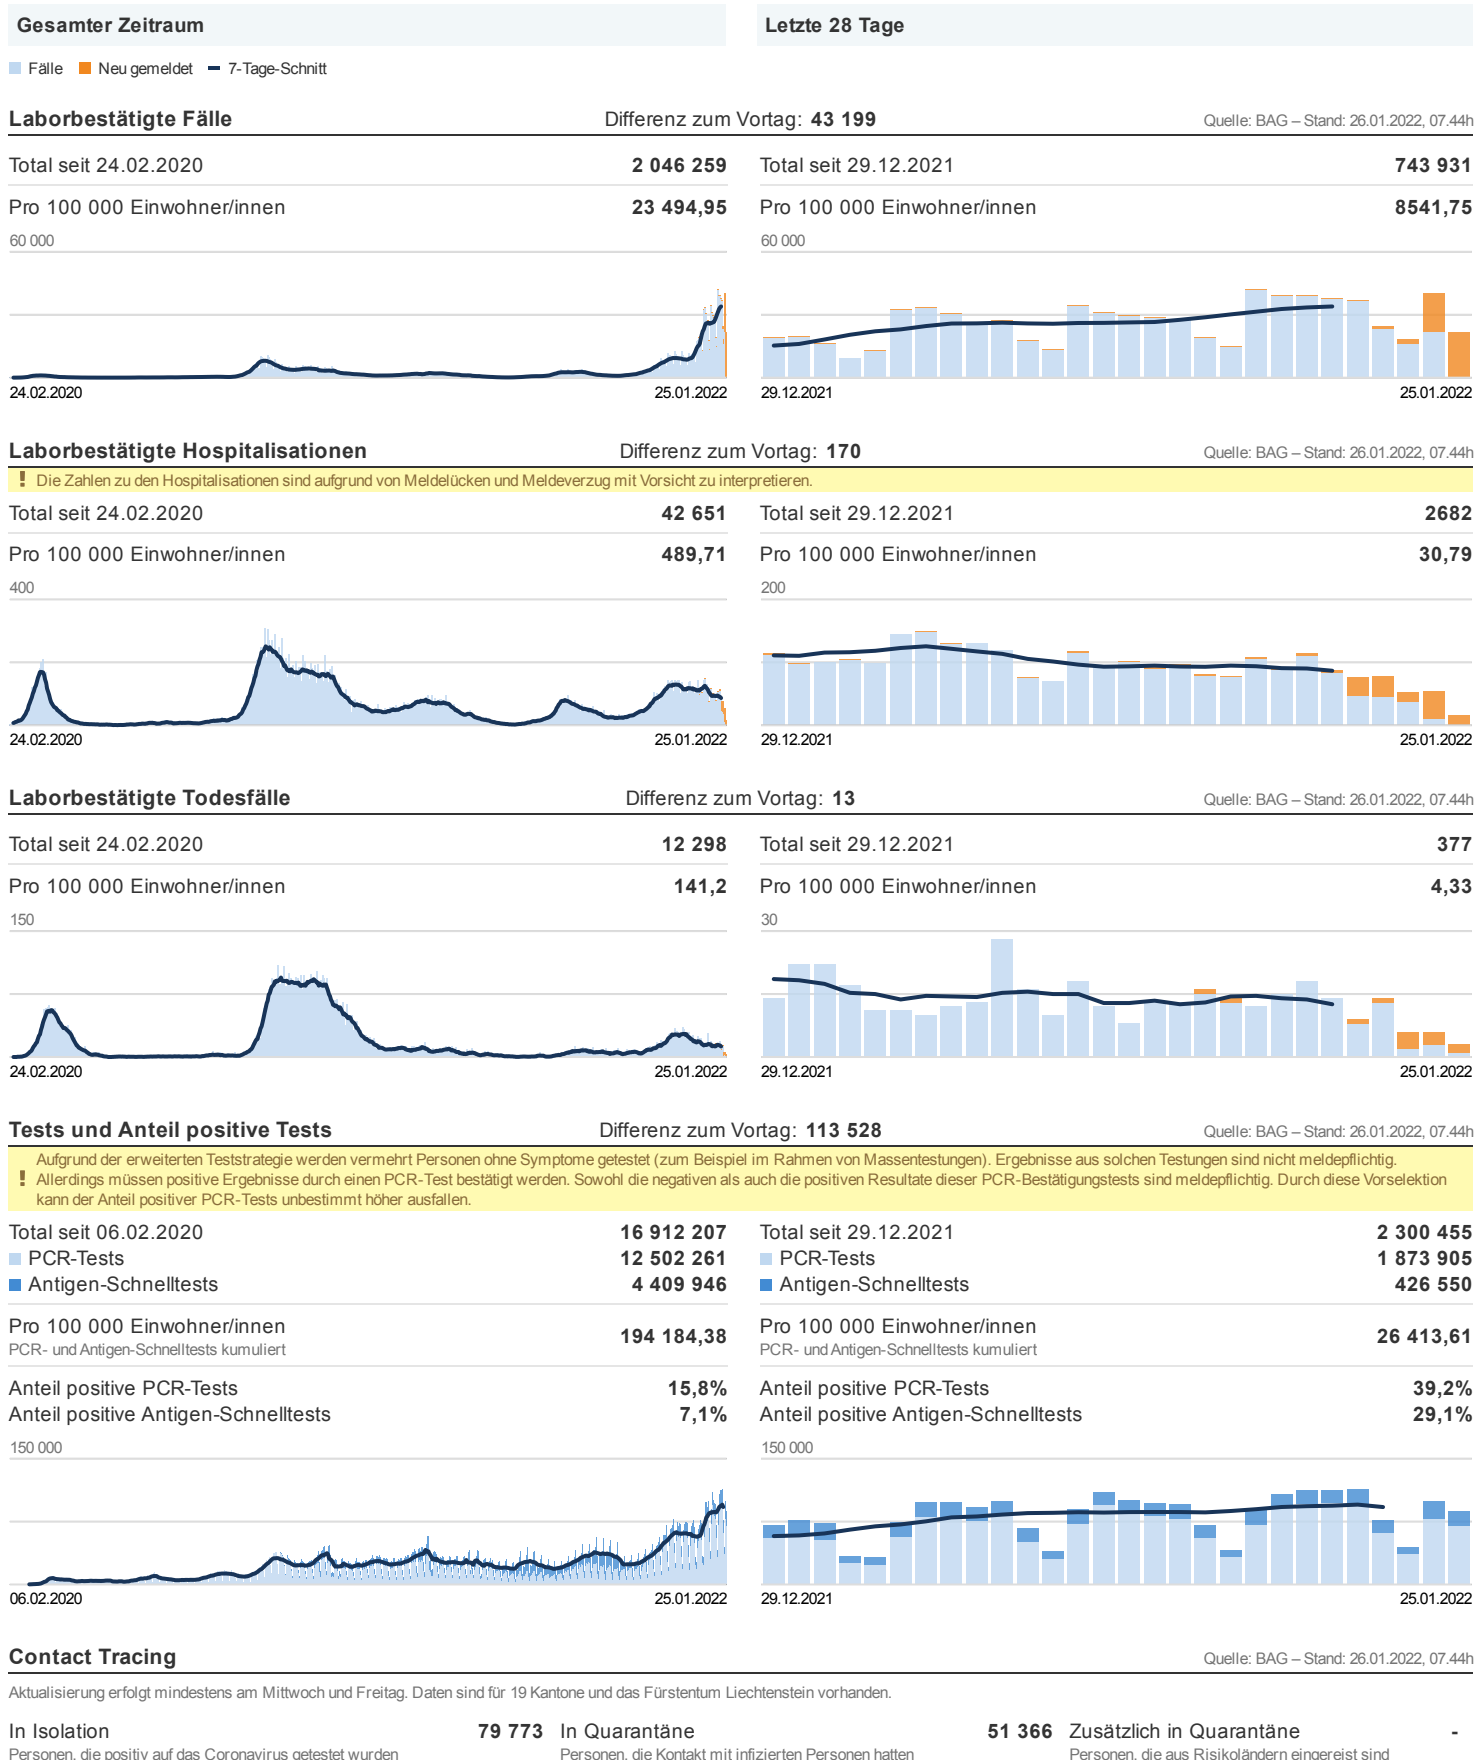 Gesamter Zeitraum
Letzte 28 Tage
Fälle Neu gemeldet 7-Tage-Schnitt
Laborbestätigte Fälle Differenz zum Vortag: 43 199 Quelle: BAG – Stand: 26.01.2022, 07.44h
Total seit 24.02.2020 2 046 259 Total seit 29.12.2021 743 931
Pro 100 000 Einwohner/innen 23 494,95 Pro 100 000 Einwohner/innen 8541,75
60 000 60 000
24.02.2020 25.01.2022 29.12.2021 25.01.2022
Laborbestätigte Hospitalisationen Differenz zum Vortag: 170 Quelle: BAG – Stand: 26.01.2022, 07.44h
! Die Zahlen zu den Hospitalisationen sind aufgrund von Meldelücken und Meldeverzug mit Vorsicht zu interpretieren.
Total seit 24.02.2020 42 651 Total seit 29.12.2021 2682
Pro 100 000 Einwohner/innen 489,71 Pro 100 000 Einwohner/innen 30,79
400 200
24.02.2020 25.01.2022 29.12.2021 25.01.2022
Laborbestätigte Todesfälle Differenz zum Vortag: 13 Quelle: BAG – Stand: 26.01.2022, 07.44h
Total seit 24.02.2020 12 298 Total seit 29.12.2021 377
Pro 100 000 Einwohner/innen 141,2 Pro 100 000 Einwohner/innen 4,33
150 30
24.02.2020 25.01.2022 29.12.2021 25.01.2022
Tests und Anteil positive Tests Differenz zum Vortag: 113 528 Quelle: BAG – Stand: 26.01.2022, 07.44h
Aufgrund der erweiterten Teststrategie werden vermehrt Personen ohne Symptome getestet (zum Beispiel im Rahmen von Massentestungen). Ergebnisse aus solchen Testungen sind nicht meldepflichtig.
! Allerdings müssen positive Ergebnisse durch einen PCR-Test bestätigt werden. Sowohl die negativen als auch die positiven Resultate dieser PCR-Bestätigungstests sind meldepflichtig. Durch diese Vorselektion
kann der Anteil positiver PCR-Tests unbestimmt höher ausfallen.
Total seit 06.02.2020 16 912 207 Total seit 29.12.2021 2 300 455
PCR-Tests 12 502 261 PCR-Tests 1 873 905
Antigen-Schnelltests 4 409 946 Antigen-Schnelltests 426 550
Pro 100 000 Einwohner/innen 194 184,38 Pro 100 000 Einwohner/innen 26 413,61
PCR- und Antigen-Schnelltests kumuliert PCR- und Antigen-Schnelltests kumuliert
Anteil positive PCR-Tests 15,8% Anteil positive PCR-Tests 39,2%
Anteil positive Antigen-Schnelltests 7,1% Anteil positive Antigen-Schnelltests 29,1%
150 000 150 000
06.02.2020 25.01.2022 29.12.2021 25.01.2022
Contact Tracing Quelle: BAG – Stand: 26.01.2022, 07.44h
Aktualisierung erfolgt mindestens am Mittwoch und Freitag. Daten sind für 19 Kantone und das Fürstentum Liechtenstein vorhanden.
In Isolation 79 773 In Quarantäne 51 366 Zusätzlich in Quarantäne -
Personen, die positiv auf das Coronavirus getestet wurden Personen, die Kontakt mit infizierten Personen hatten Personen, die aus Risikoländern eingereist sind